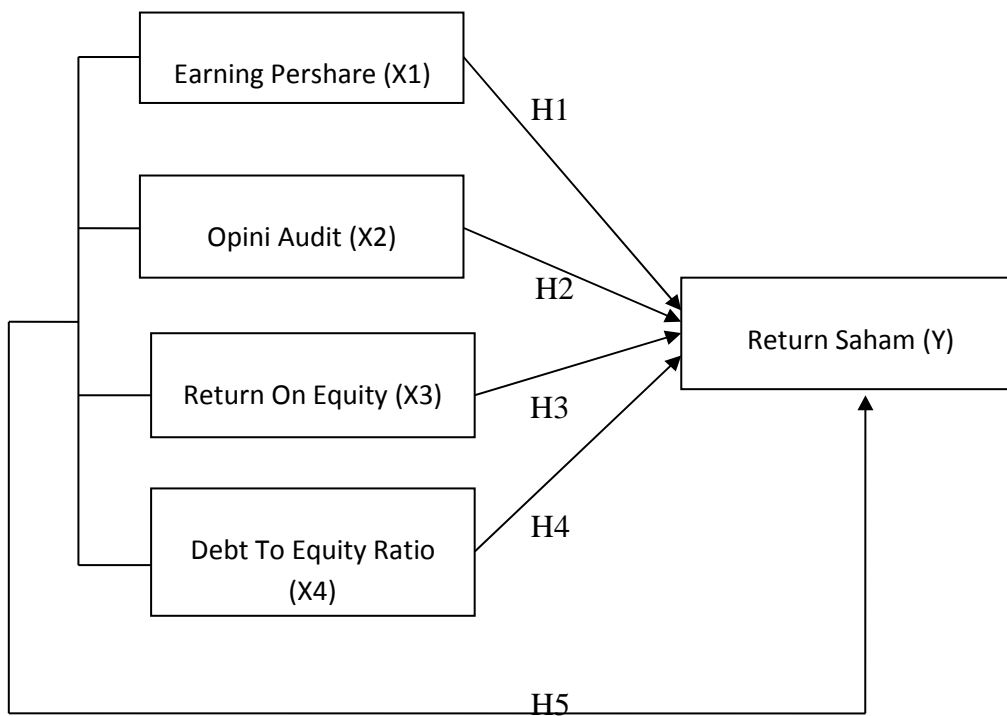 Earning Pershare (X1)
H1
Opini Audit (X2)
H2
Return Saham (Y)
Return On Equity (X3)
H3
Debt To Equity Ratio
(X4)
H4
H5